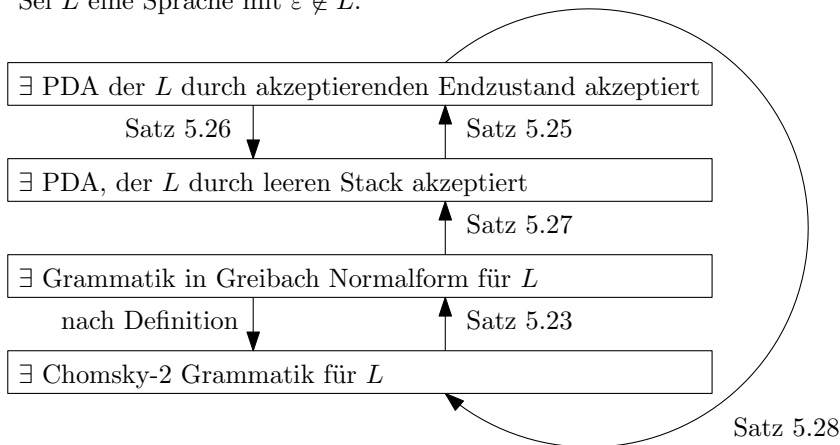 Sei L eine Sprache mit ε ∉ L.
∃ PDA der L durch akzeptierenden Endzustand akzeptiert
Satz 5.26
Satz 5.25
∃ PDA, der L durch leeren Stack akzeptiert
Satz 5.27
∃ Grammatik in Greibach Normalform für L
nach Definition
Satz 5.23
∃ Chomsky-2 Grammatik für L
Satz 5.28